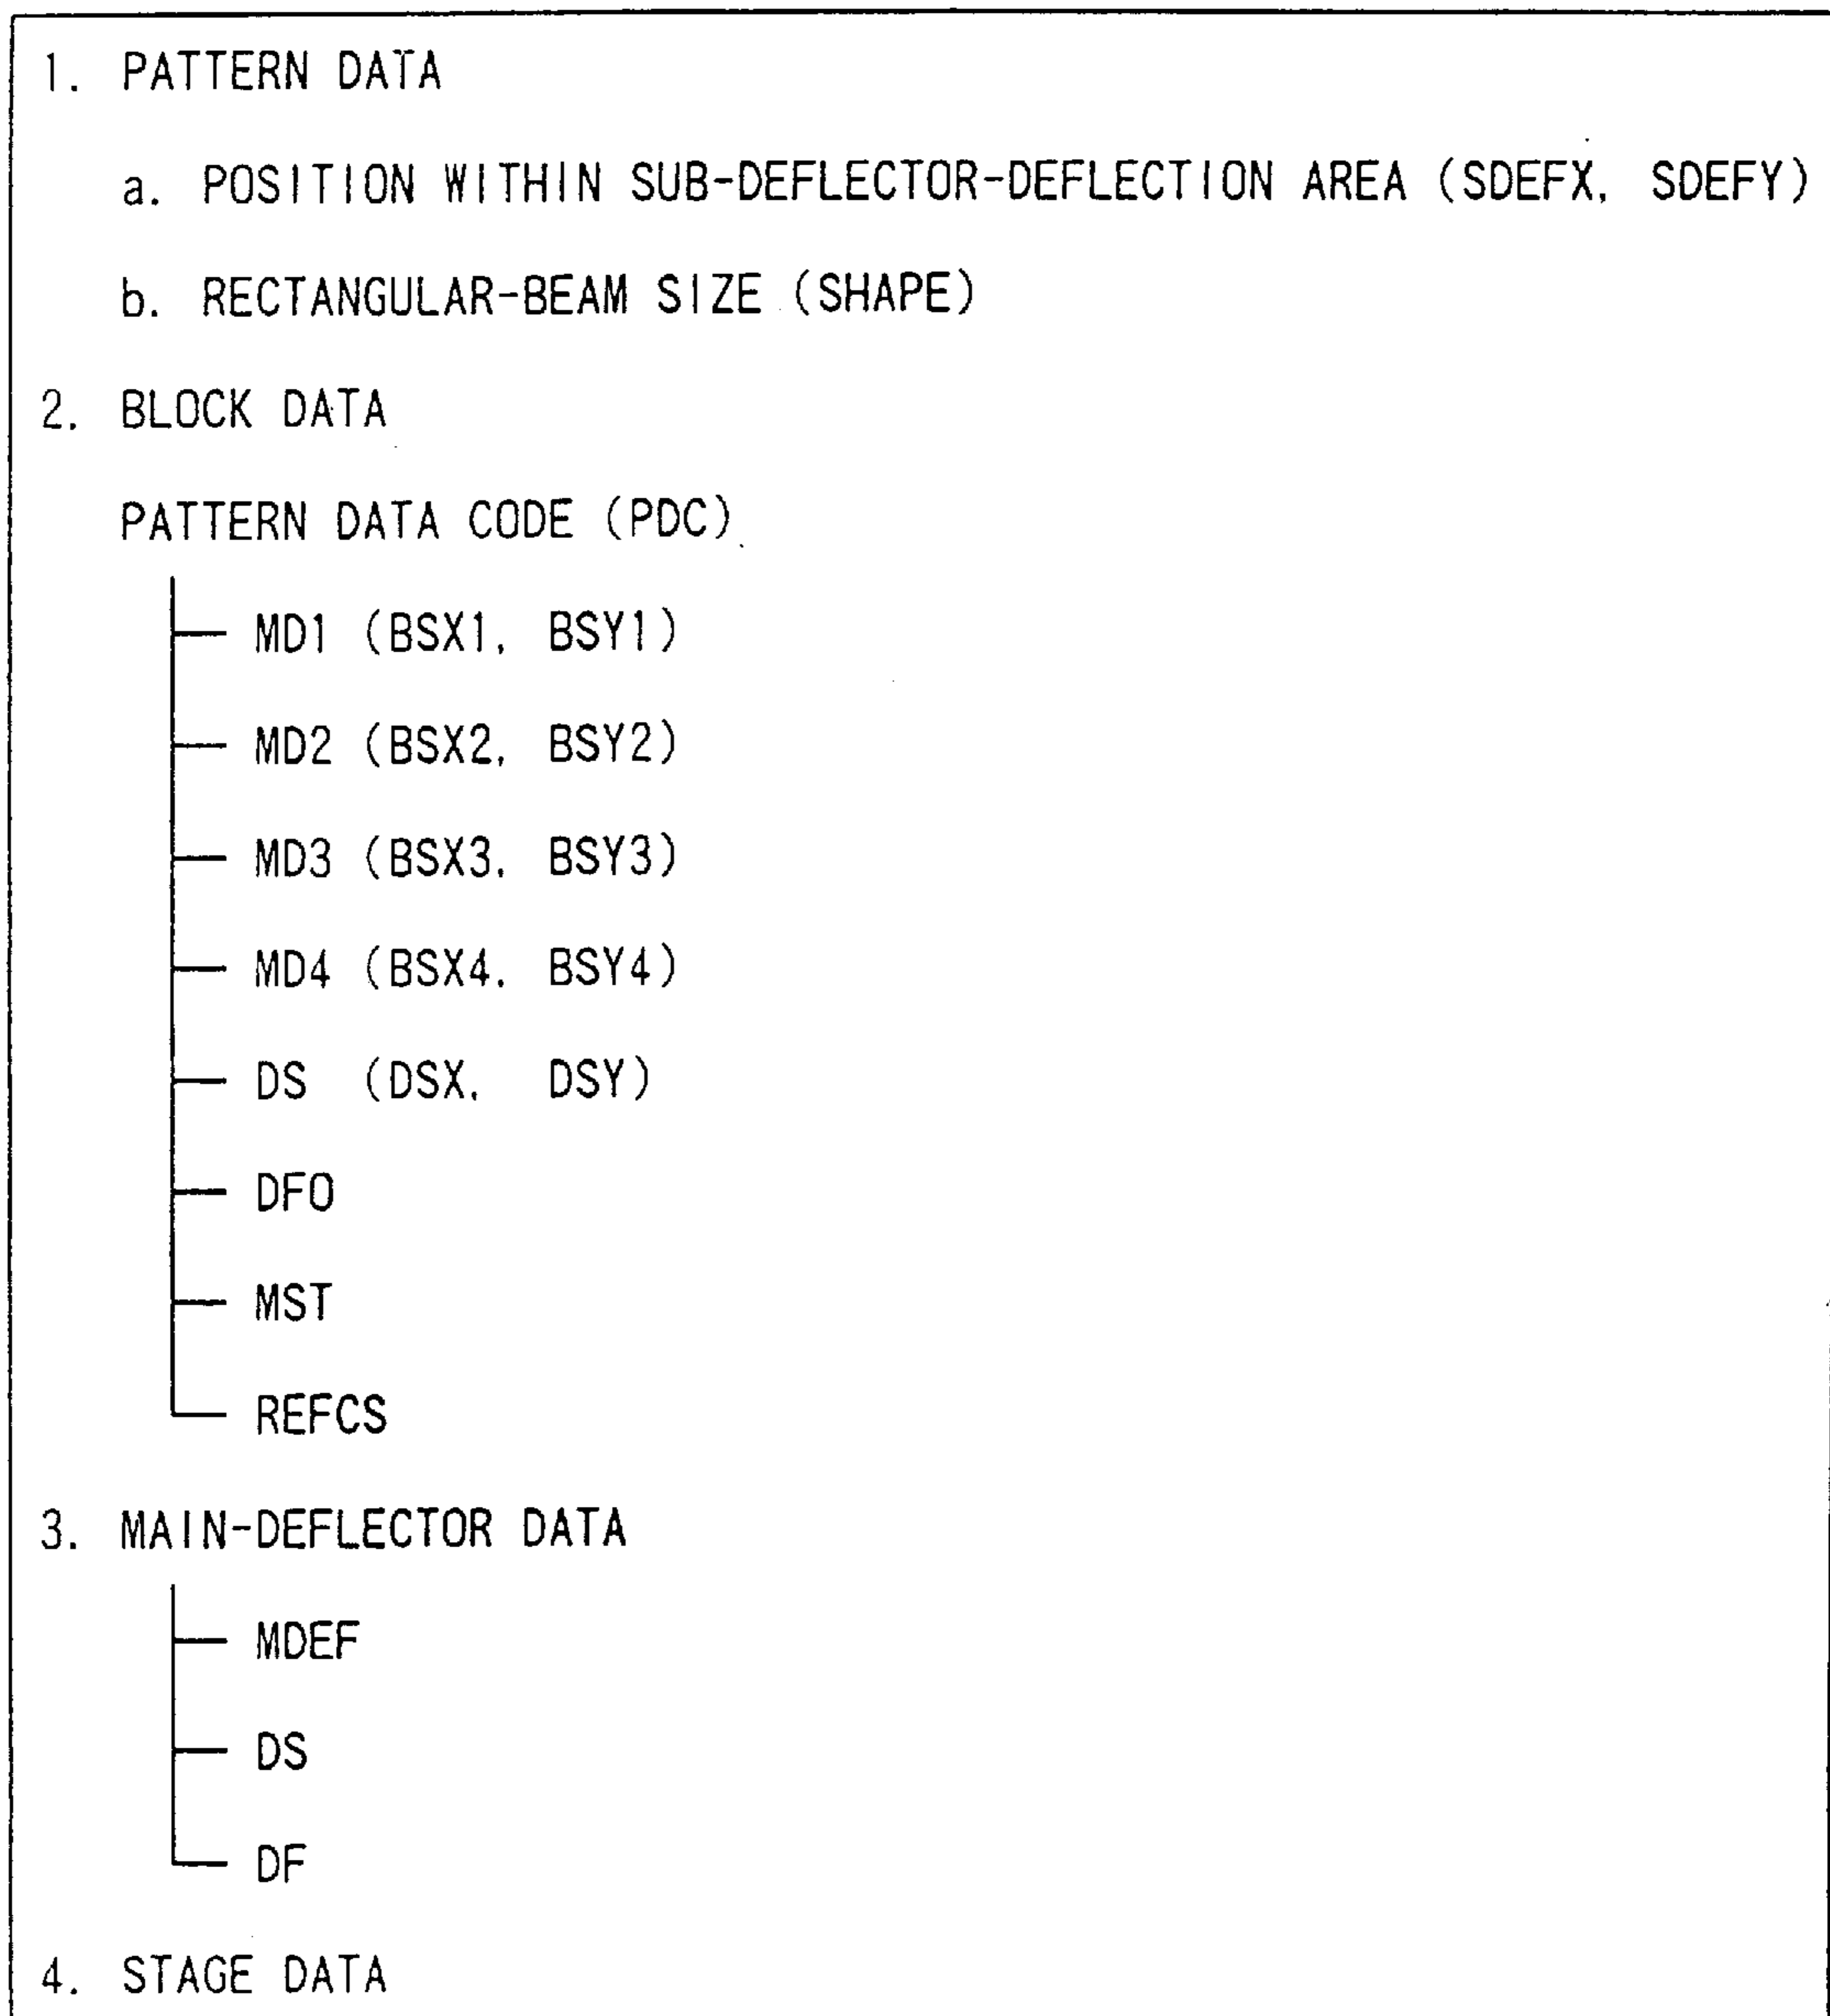 1. PATTERN DATA
a. POSITION WITHIN SUB-DEFLECTOR-DEFLECTION AREA (SDEFX, SDEFY)
b. RECTANGULAR-BEAM SIZE (SHAPE)
2. BLOCK DATA
PATTERN DATA CODE (PDC)
MD1 (BSX1, BSY1)
MD2 (BSX2, BSY2)
MD3 (BSX3, BSY3)
MD4 (BSX4, BSY4)
DS (DSX, DSY)
DFO
MST
REFCS
3. MAIN-DEFLECTOR DATA
MDEF
DS
DF
4. STAGE DATA